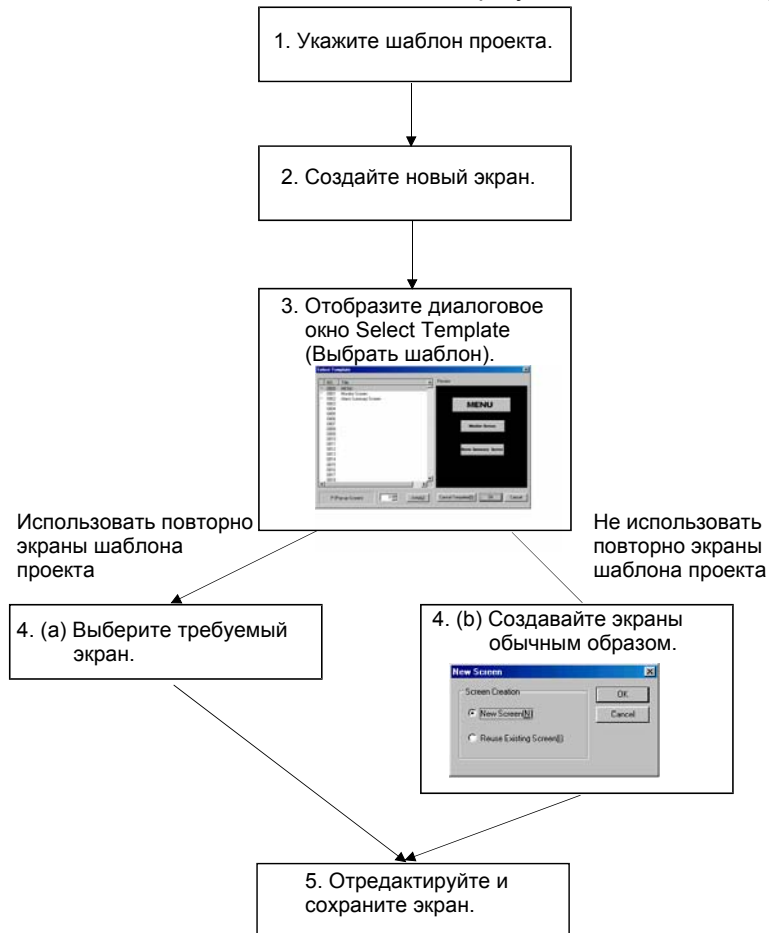 1. Укажите шаблон проекта.
2. Создайте новый экран.
3. Отобразите диалоговое
окно Select Template
(Выбрать шаблон).
Select Template
MENU
Использовать повторно
экраны шаблона
проекта
Не использовать
повторно экраны
шаблона проекта
4. (a) Выберите требуемый
экран.
4. (b) Создавайте экраны
обычным образом.
New Screen
Screen Creation
OK
New Screen[N]
Cancel
Reuse Existing Screen[I]
5. Отредактируйте и
сохраните экран.